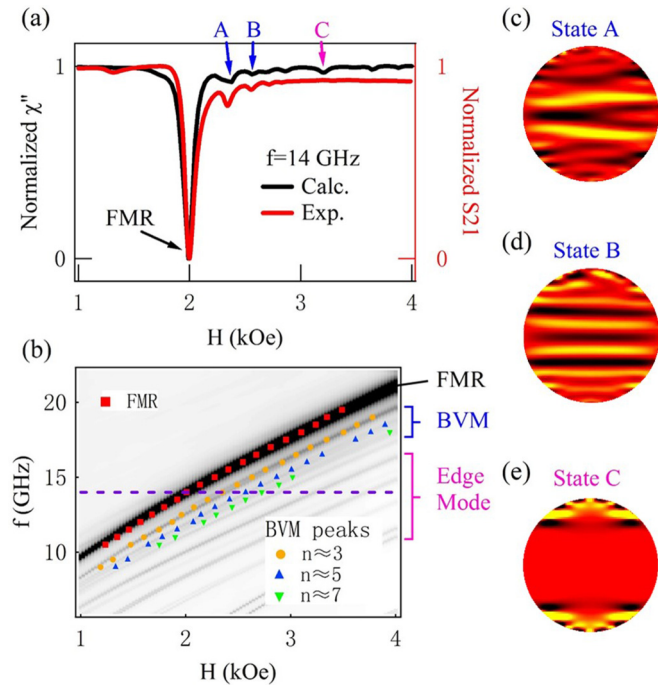 (a)
A
B
C
1
0
Normalized χ"
f=14 GHz
Calc.
Exp.
FMR
1
0
Normalized S21
1
2
3
4
H (kOe)
(b)
20
15
10
f (GHz)
FMR
FMR
BVM
Edge
Mode
BVM peaks
n≈3
n≈5
n≈7
1
2
3
4
H (kOe)
(c)
State A
(d)
State B
(e)
State C